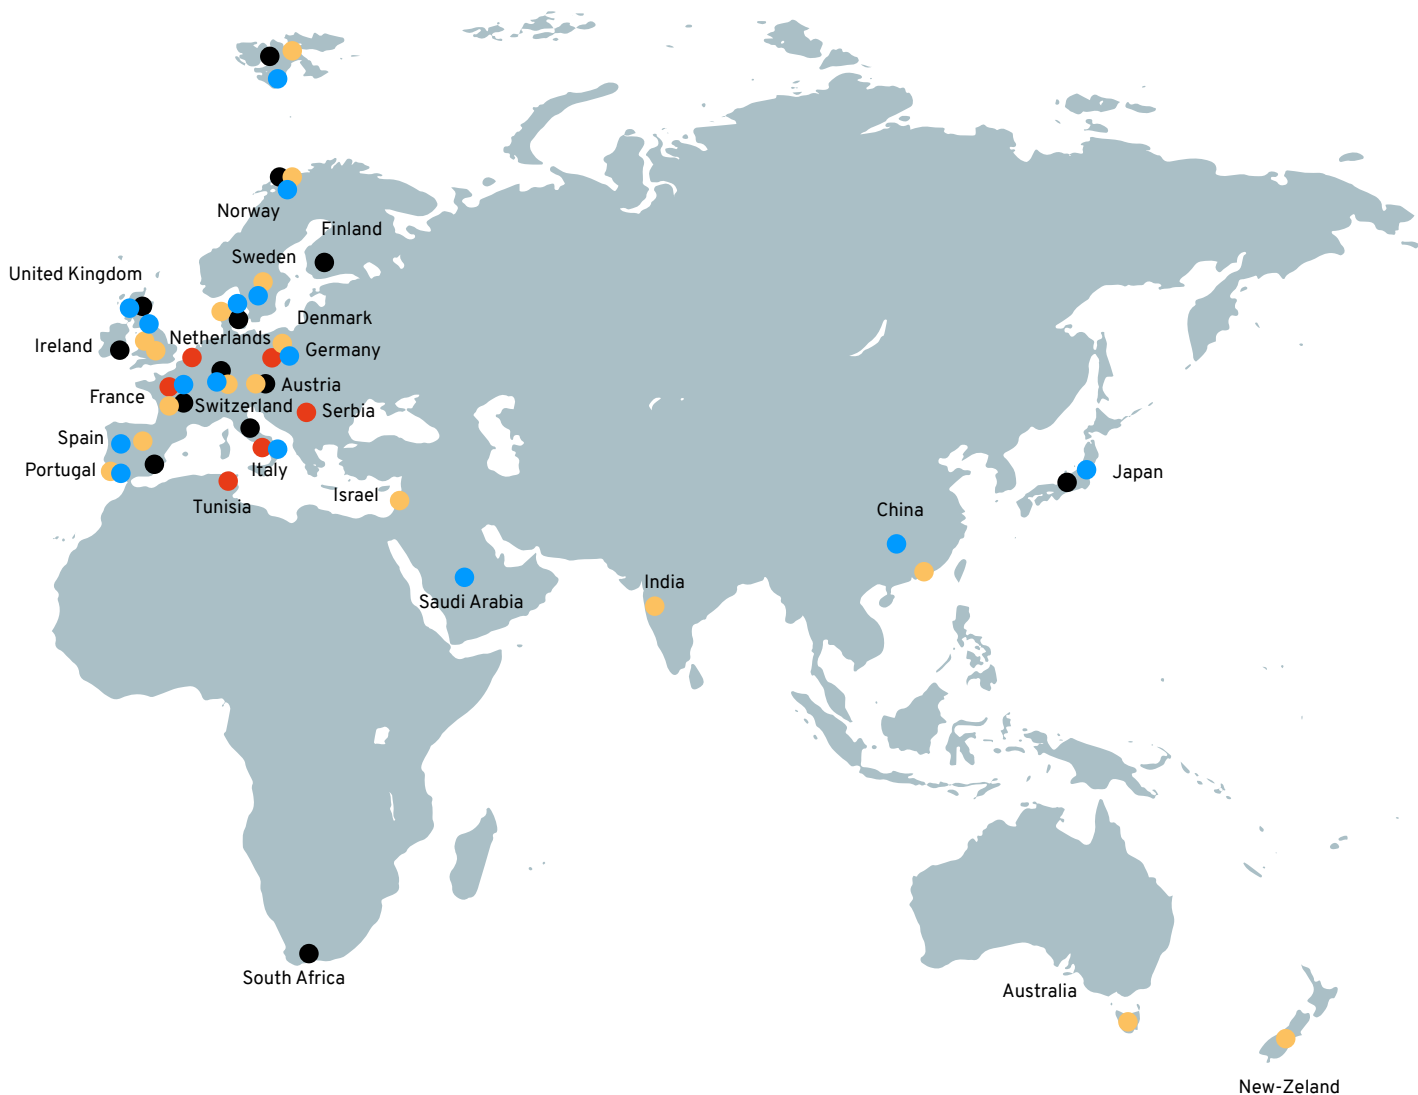 Norway
Finland
Sweden
United Kingdom
Denmark
Netherlands
Ireland
Germany
Austria
France
Switzerland
Serbia
Spain
Portugal
Italy
Israel
Tunisia
Japan
China
India
Saudi Arabia
South Africa
Australia
New-Zeland